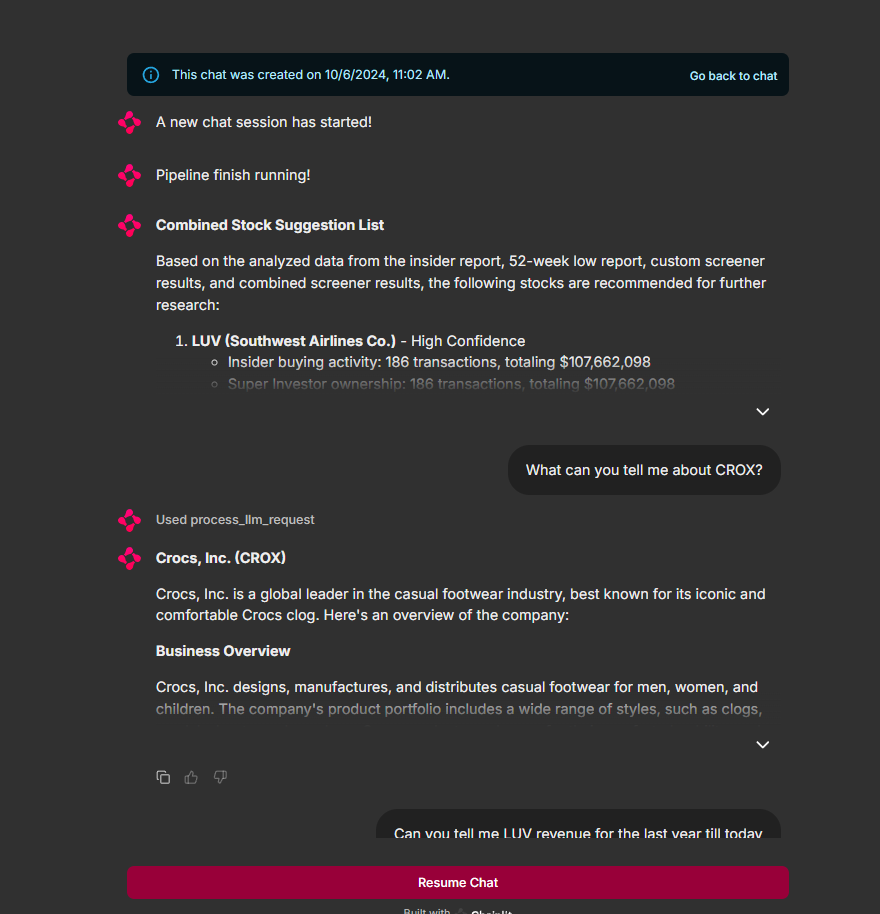 This chat was created on 10/6/2024, 11:02 AM.
Go back to chat
A new chat session has started!
Pipeline finish running!
Combined Stock Suggestion List
Based on the analyzed data from the insider report, 52-week low report, custom screener
results, and combined screener results, the following stocks are recommended for further
research:
1. LUV (Southwest Airlines Co.) - High Confidence
Insider buying activity: 186 transactions, totaling $107,662,098
Super Investor ownership: 186 transactions, totaling $107,662,098
What can you tell me about CROX?
Used process_llm_request
Crocs, Inc. (CROX)
Crocs, Inc. is a global leader in the casual footwear industry, best known for its iconic and
comfortable Crocs clog. Here's an overview of the company:
Business Overview
Crocs, Inc. designs, manufactures, and distributes casual footwear for men, women, and
children. The company's product portfolio includes a wide range of styles, such as clogs,
Can you tell me LUV revenue for the last year till today
Resume Chat
Built with Chainlit